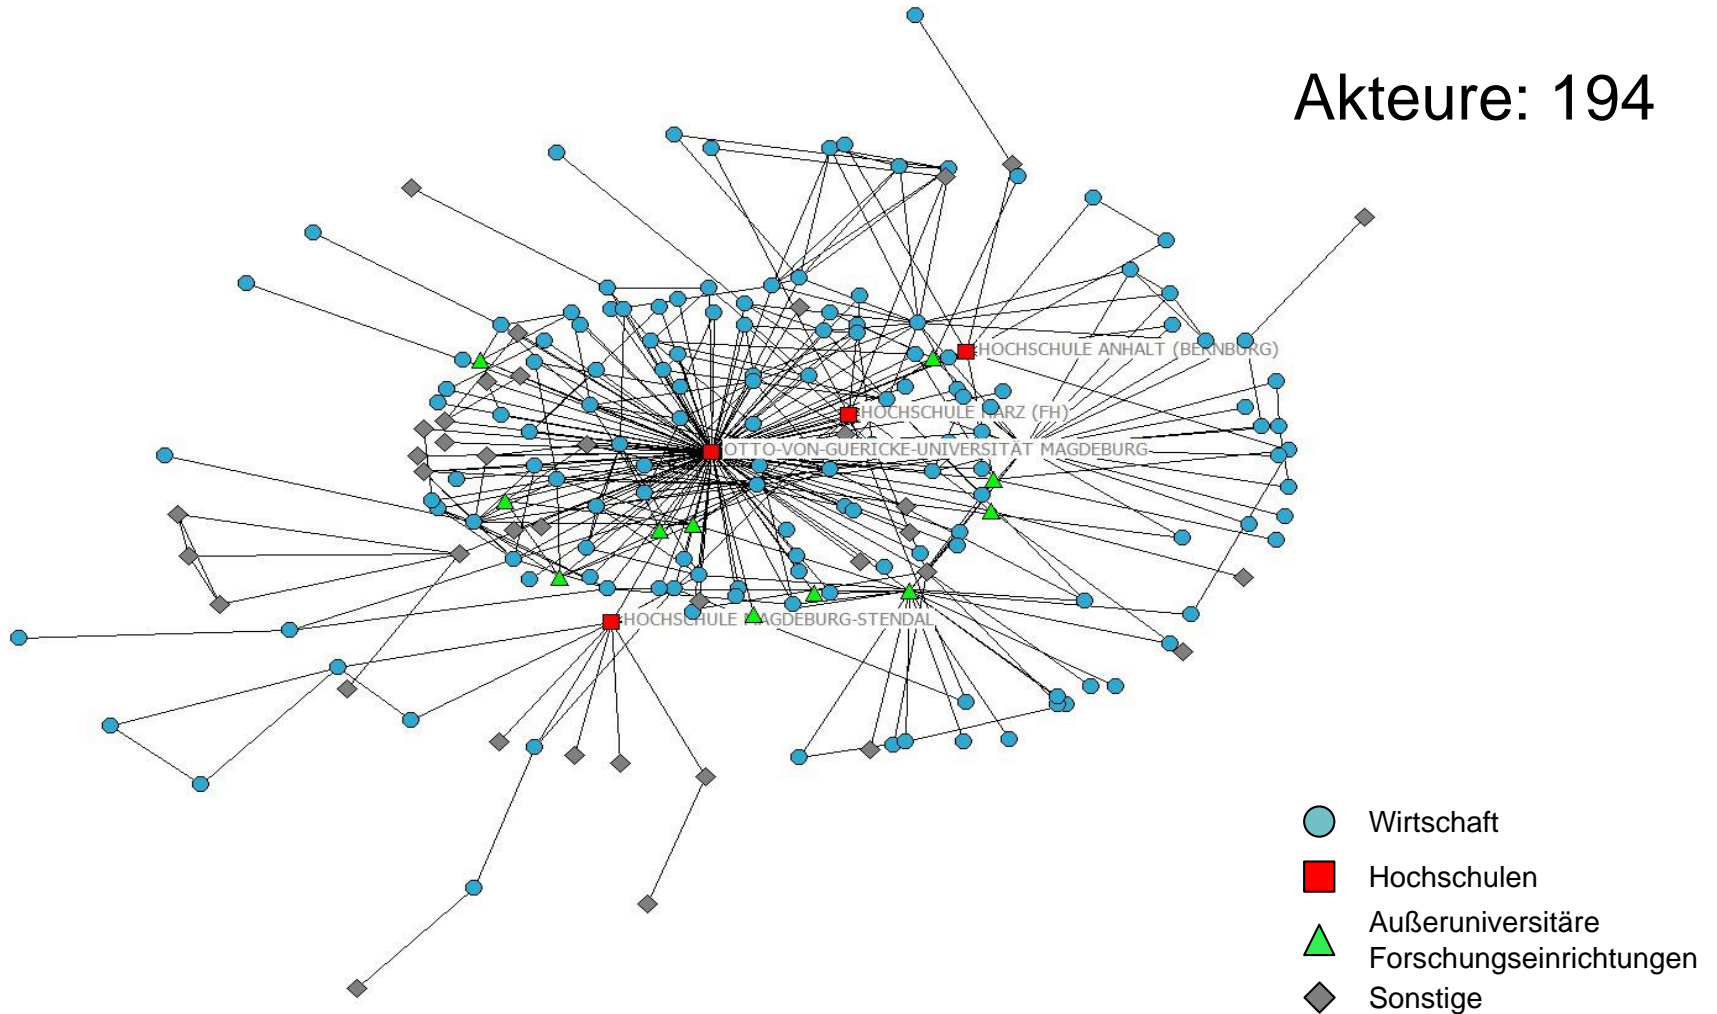 Akteure: 194
HOCHSCHULE ANHALT (BERNBURG)
HOCHSCHULE HARZ (FH)
OTTO-VON-GUERICKE-UNIVERSITÄT MAGDEBURG
HOCHSCHULE MAGDEBURG-STENDAL
Wirtschaft
Hochschulen
Außeruniversitäre
Forschungseinrichtungen
Sonstige